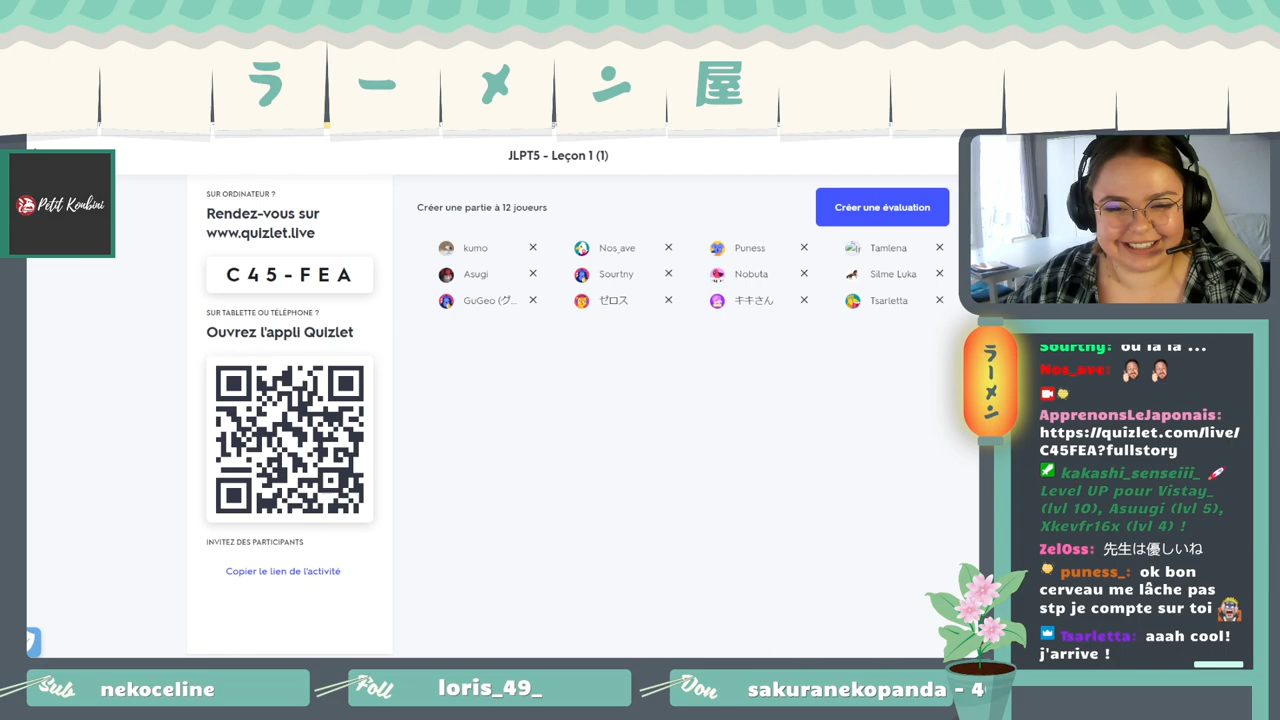 ラーメン屋
JLPT5 - Leçon 1 (1)
Petit Konbini
SUR ORDINATEUR ?
Rendez-vous sur
www.quizlet.live
C45-FEA
SUR TABLETTE OU TÉLÉPHONE ?
Ouvrez l'appli Quizlet
INVITEZ DES PARTICIPANTS
Copier le lien de l'activité
Créer une partie à 12 joueurs
Créer une évaluation
kumo
Nos_ave
Puness
Tamlena
Asugi
Sourtny
Nobuta
Silme Luka
GuGeo (グ...
ゼロス
キキさん
Tsarletta
ラーメン
Sourtny: ou la la ...
Nos_ave:
ApprenonsLeJaponais:
https://quizlet.com/live/
C45FEA?fullstory
kakashi_senseiii_
Level UP pour Vistay_
(lvl 10), Asuugi (lvl 5),
Xkevfr16x (lvl 4) !
Zel0ss: 先生は優しいね
puness_: ok bon
cerveau me lâche pas
stp je compte sur toi
Tsarletta: aaah cool!
j'arrive !
Sub nekoceline
Foll loris_49_
Don sakuranekopanda - 4